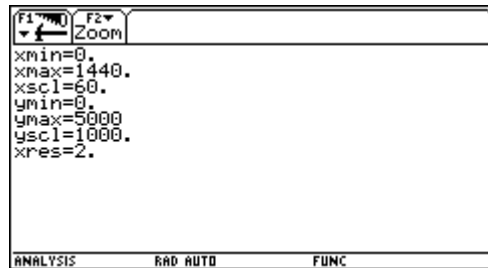 F1 F2
Zoom
xmin=0.
xmax=1440.
xscl=60.
ymin=0.
ymax=5000
yscl=1000.
xres=2.
ANALYSIS RAD AUTO FUNC